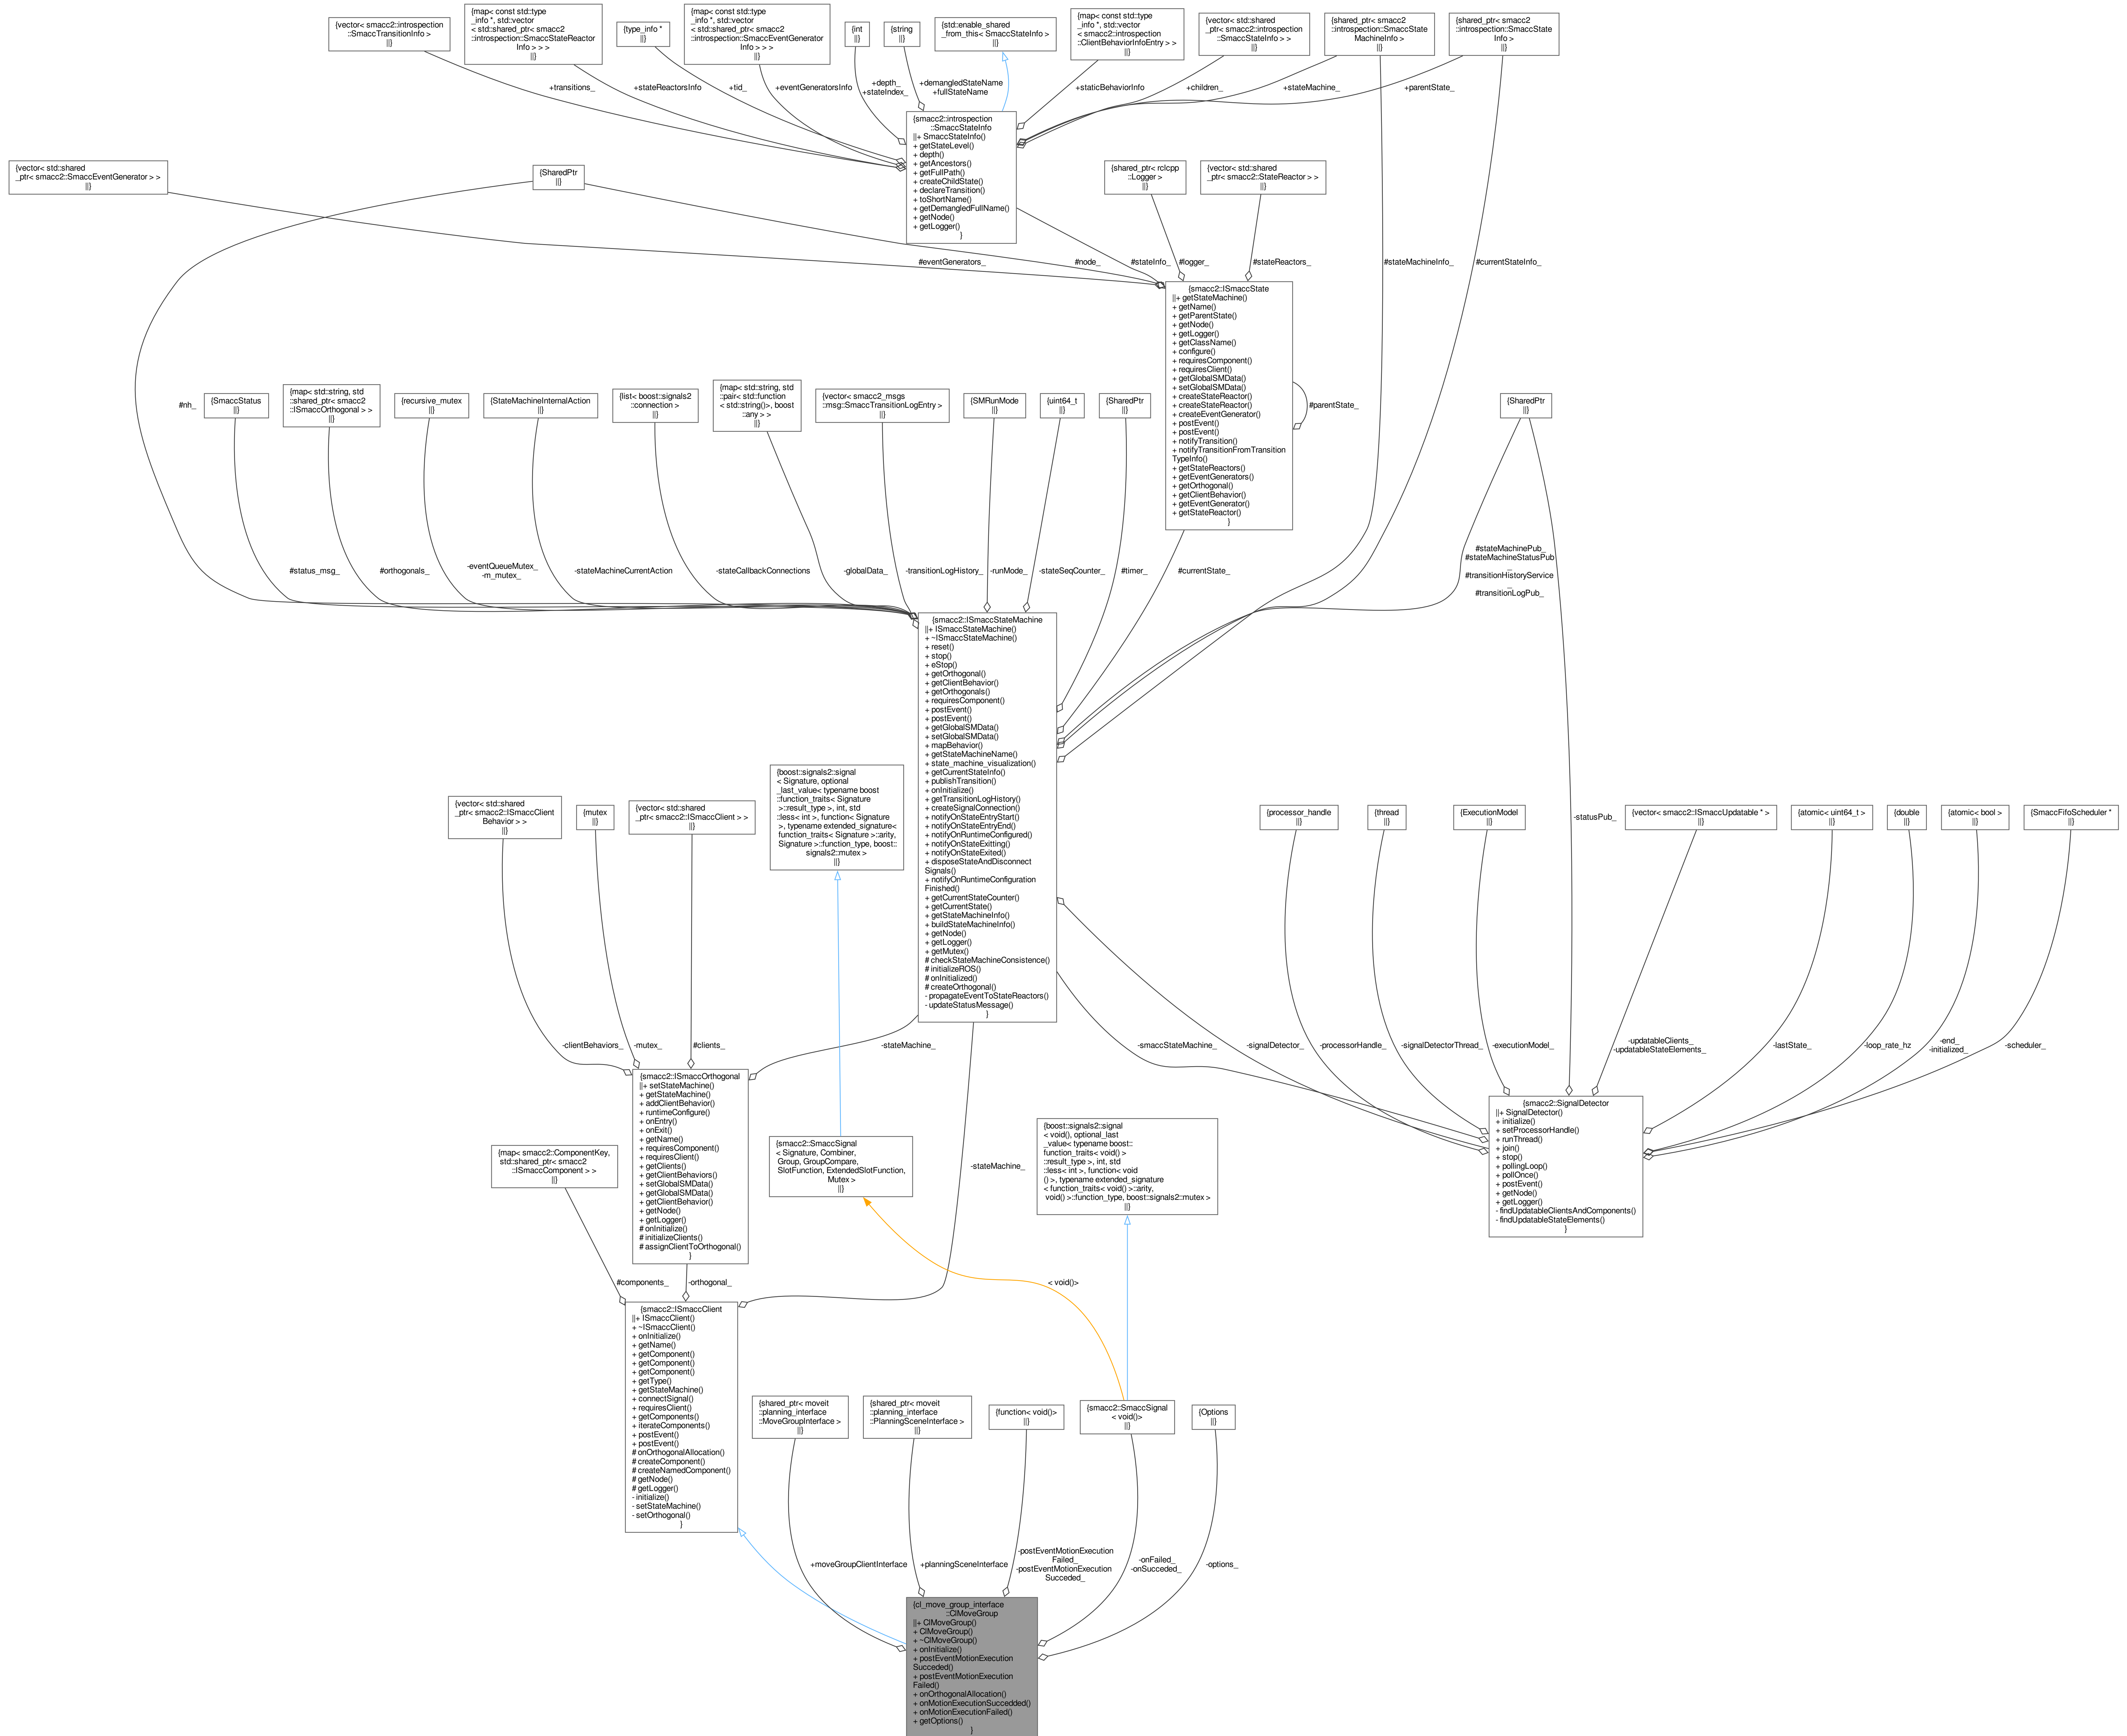 {vector< smacc2::introspection
::SmaccTransitionInfo >
||}
{map< const std::type
_info *, std::vector
< std::shared_ptr< smacc2
::introspection::SmaccStateReactor
Info > > >
||}
{type_info *
||}
{map< const std::type
_info *, std::vector
< std::shared_ptr< smacc2
::introspection::SmaccEventGenerator
Info > > >
||}
{int
||}
{string
||}
{std::enable_shared
_from_this< SmaccStateInfo >
||}
{map< const std::type
_info *, std::vector
< smacc2::introspection
::ClientBehaviorInfoEntry > >
||}
{vector< std::shared
_ptr< smacc2::introspection
::SmaccStateInfo > >
||}
{shared_ptr< smacc2
::introspection::SmaccState
MachineInfo >
||}
{shared_ptr< smacc2
::introspection::SmaccState
Info >
||}
+transitions_
+stateReactorsInfo
+tid_
+eventGeneratorsInfo
+depth_
+stateIndex_
+demangledStateName
+fullStateName
+staticBehaviorInfo
+children_
+stateMachine_
+parentState_
{smacc2::introspection
::SmaccStateInfo
||+ SmaccStateInfo()
+ getStateLevel()
+ depth()
+ getAncestors()
+ getFullPath()
+ createChildState()
+ declareTransition()
+ toShortName()
+ getDemangledFullName()
+ getNode()
+ getLogger()
}
{vector< std::shared
_ptr< smacc2::SmaccEventGenerator > >
||}
{SharedPtr
||}
{shared_ptr< rclcpp
::Logger >
||}
{vector< std::shared
_ptr< smacc2::StateReactor > >
||}
#eventGenerators_
#node_
#stateInfo_
#logger_
#stateReactors_
#stateMachineInfo_
#currentStateInfo_
{smacc2::ISmaccState
||+ getStateMachine()
+ getName()
+ getParentState()
+ getNode()
+ getLogger()
+ getClassName()
+ configure()
+ requiresComponent()
+ requiresClient()
+ getGlobalSMData()
+ setGlobalSMData()
+ createStateReactor()
+ createStateReactor()
+ createEventGenerator()
+ postEvent()
+ postEvent()
+ notifyTransition()
+ notifyTransitionFromTransition
TypeInfo()
+ getStateReactors()
+ getEventGenerators()
+ getOrthogonal()
+ getClientBehavior()
+ getEventGenerator()
+ getStateReactor()
}
#parentState_
#nh_
{SmaccStatus
||}
{map< std::string, std
::shared_ptr< smacc2
::ISmaccOrthogonal > >
||}
{recursive_mutex
||}
{StateMachineInternalAction
||}
{list< boost::signals2
::connection >
||}
{map< std::string, std
::pair< std::function
< std::string()>, boost
::any > >
||}
{vector< smacc2_msgs
::msg::SmaccTransitionLogEntry >
||}
{SMRunMode
||}
{uint64_t
||}
{SharedPtr
||}
{SharedPtr
||}
#status_msg_
#orthogonals_
-eventQueueMutex_
-m_mutex_
-stateMachineCurrentAction
-stateCallbackConnections
-globalData_
-transitionLogHistory_
-runMode_
-stateSeqCounter_
#timer_
#currentState_
#stateMachinePub_
#stateMachineStatusPub
_
#transitionHistoryService
_
#transitionLogPub_
{smacc2::ISmaccStateMachine
||+ ISmaccStateMachine()
+ ~ISmaccStateMachine()
+ reset()
+ stop()
+ eStop()
+ getOrthogonal()
+ getClientBehavior()
+ getOrthogonals()
+ requiresComponent()
+ postEvent()
+ postEvent()
+ getGlobalSMData()
+ setGlobalSMData()
+ mapBehavior()
+ getStateMachineName()
+ state_machine_visualization()
+ getCurrentStateInfo()
+ publishTransition()
+ onInitialize()
+ getTransitionLogHistory()
+ createSignalConnection()
+ notifyOnStateEntryStart()
+ notifyOnStateEntryEnd()
+ notifyOnRuntimeConfigured()
+ notifyOnStateExitting()
+ notifyOnStateExited()
+ disposeStateAndDisconnect
Signals()
+ notifyOnRuntimeConfiguration
Finished()
+ getCurrentStateCounter()
+ getCurrentState()
+ getStateMachineInfo()
+ buildStateMachineInfo()
+ getNode()
+ getLogger()
+ getMutex()
# checkStateMachineConsistence()
# initializeROS()
# onInitialized()
# createOrthogonal()
- propagateEventToStateReactors()
- updateStatusMessage()
}
{boost::signals2::signal
< Signature, optional
_last_value< typename boost
::function_traits< Signature
>::result_type >, int, std
::less< int >, function< Signature
>, typename extended_signature<
function_traits< Signature >::arity,
Signature >::function_type, boost::
signals2::mutex >
||}
{vector< std::shared
_ptr< smacc2::ISmaccClient
Behavior > >
||}
{mutex
||}
{vector< std::shared
_ptr< smacc2::ISmaccClient > >
||}
{processor_handle
||}
{thread
||}
{ExecutionModel
||}
-statusPub_
{vector< smacc2::ISmaccUpdatable * >
||}
{atomic< uint64_t >
||}
{double
||}
{atomic< bool >
||}
{SmaccFifoScheduler *
||}
-clientBehaviors_
-mutex_
#clients_
-stateMachine_
-smaccStateMachine_
-signalDetector_
-processorHandle_
-signalDetectorThread_
-executionModel_
-updatableClients_
-updatableStateElements_
-lastState_
-loop_rate_hz
-end_
-initialized_
-scheduler_
{smacc2::ISmaccOrthogonal
||+ setStateMachine()
+ getStateMachine()
+ addClientBehavior()
+ runtimeConfigure()
+ onEntry()
+ onExit()
+ getName()
+ requiresComponent()
+ requiresClient()
+ getClients()
+ getClientBehaviors()
+ setGlobalSMData()
+ getGlobalSMData()
+ getClientBehavior()
+ getNode()
+ getLogger()
# onInitialize()
# initializeClients()
# assignClientToOrthogonal()
}
{smacc2::SignalDetector
||+ SignalDetector()
+ initialize()
+ setProcessorHandle()
+ runThread()
+ join()
+ stop()
+ pollingLoop()
+ pollOnce()
+ postEvent()
+ getNode()
+ getLogger()
- findUpdatableClientsAndComponents()
- findUpdatableStateElements()
}
{map< smacc2::ComponentKey,
std::shared_ptr< smacc2
::ISmaccComponent > >
||}
{smacc2::SmaccSignal
< Signature, Combiner,
Group, GroupCompare,
SlotFunction, ExtendedSlotFunction,
Mutex >
||}
{boost::signals2::signal
< void(), optional_last
_value< typename boost::
function_traits< void() >
::result_type >, int, std
::less< int >, function< void
() >, typename extended_signature
< function_traits< void() >::arity,
void() >::function_type, boost::signals2::mutex >
||}
-stateMachine_
#components_
-orthogonal_
< void()>
{smacc2::ISmaccClient
||+ ISmaccClient()
+ ~ISmaccClient()
+ onInitialize()
+ getName()
+ getComponent()
+ getComponent()
+ getComponent()
+ getType()
+ getStateMachine()
+ connectSignal()
+ requiresClient()
+ getComponents()
+ iterateComponents()
+ postEvent()
+ postEvent()
# onOrthogonalAllocation()
# createComponent()
# createNamedComponent()
# getNode()
# getLogger()
- initialize()
- setStateMachine()
- setOrthogonal()
}
{shared_ptr< moveit
::planning_interface
::MoveGroupInterface >
||}
{shared_ptr< moveit
::planning_interface
::PlanningSceneInterface >
||}
{function< void()>
||}
{smacc2::SmaccSignal
< void()>
||}
{Options
||}
+moveGroupClientInterface
+planningSceneInterface
-postEventMotionExecution
Failed_
-postEventMotionExecution
Succeded_
-onFailed_
-onSucceded_
-options_
{cl_move_group_interface
::ClMoveGroup
||+ ClMoveGroup()
+ ClMoveGroup()
+ ~ClMoveGroup()
+ onInitialize()
+ postEventMotionExecution
Succeded()
+ postEventMotionExecution
Failed()
+ onOrthogonalAllocation()
+ onMotionExecutionSuccedded()
+ onMotionExecutionFailed()
+ getOptions()
}